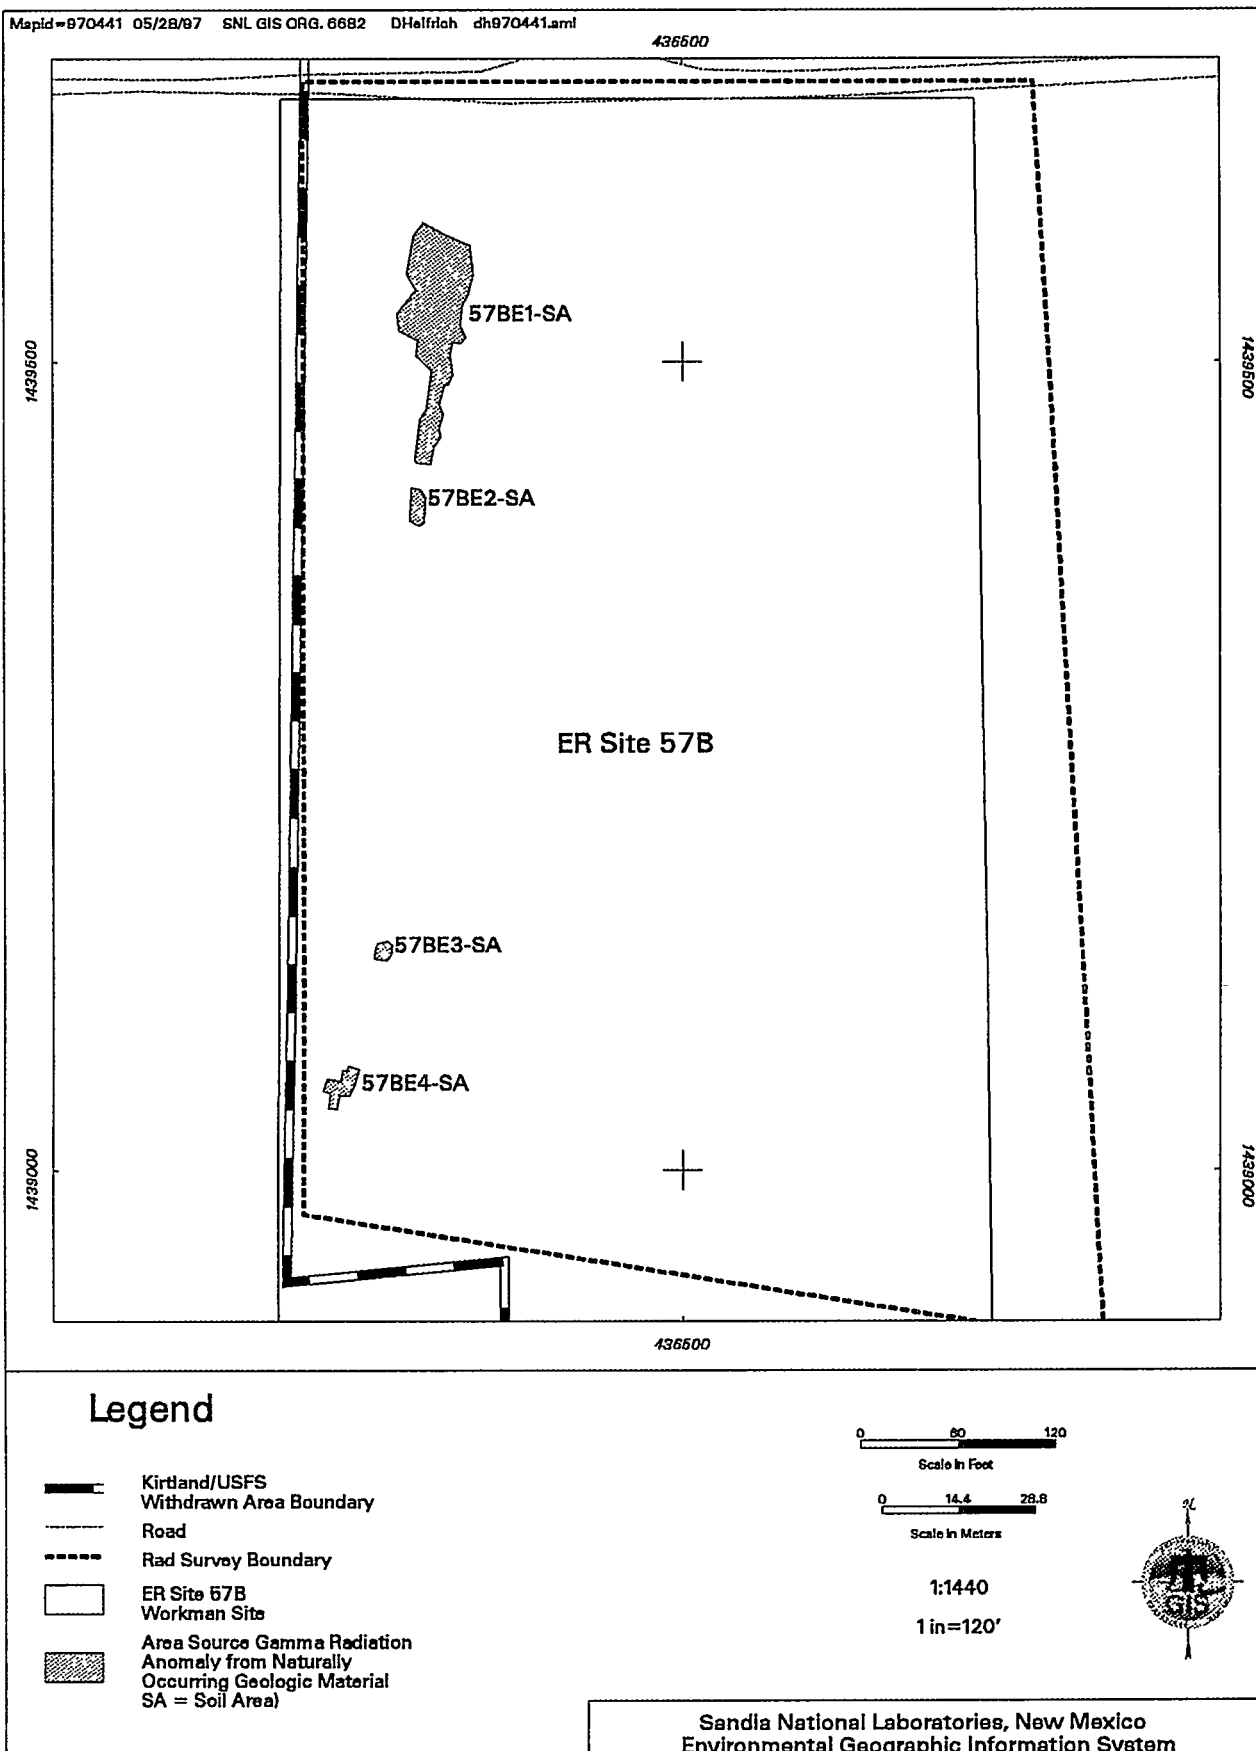 Mapid=970441 05/28/97 SNL GIS ORG. 6682 DHelfrich dh970441.aml
436500
1439500
1439500
57BE1-SA
57BE2-SA
ER Site 57B
57BE3-SA
57BE4-SA
1439000
1439000
436500
Legend
Kirtland/USFS
Withdrawn Area Boundary
Road
Rad Survey Boundary
ER Site 57B
Workman Site
Area Source Gamma Radiation
Anomaly from Naturally
Occurring Geologic Material
SA = Soil Area)
0 60 120
Scale in Feet
0 14.4 28.8
Scale in Meters
1:1440
1 in=120'
N
GIS
Sandia National Laboratories, New Mexico
Environmental Geographic Information System